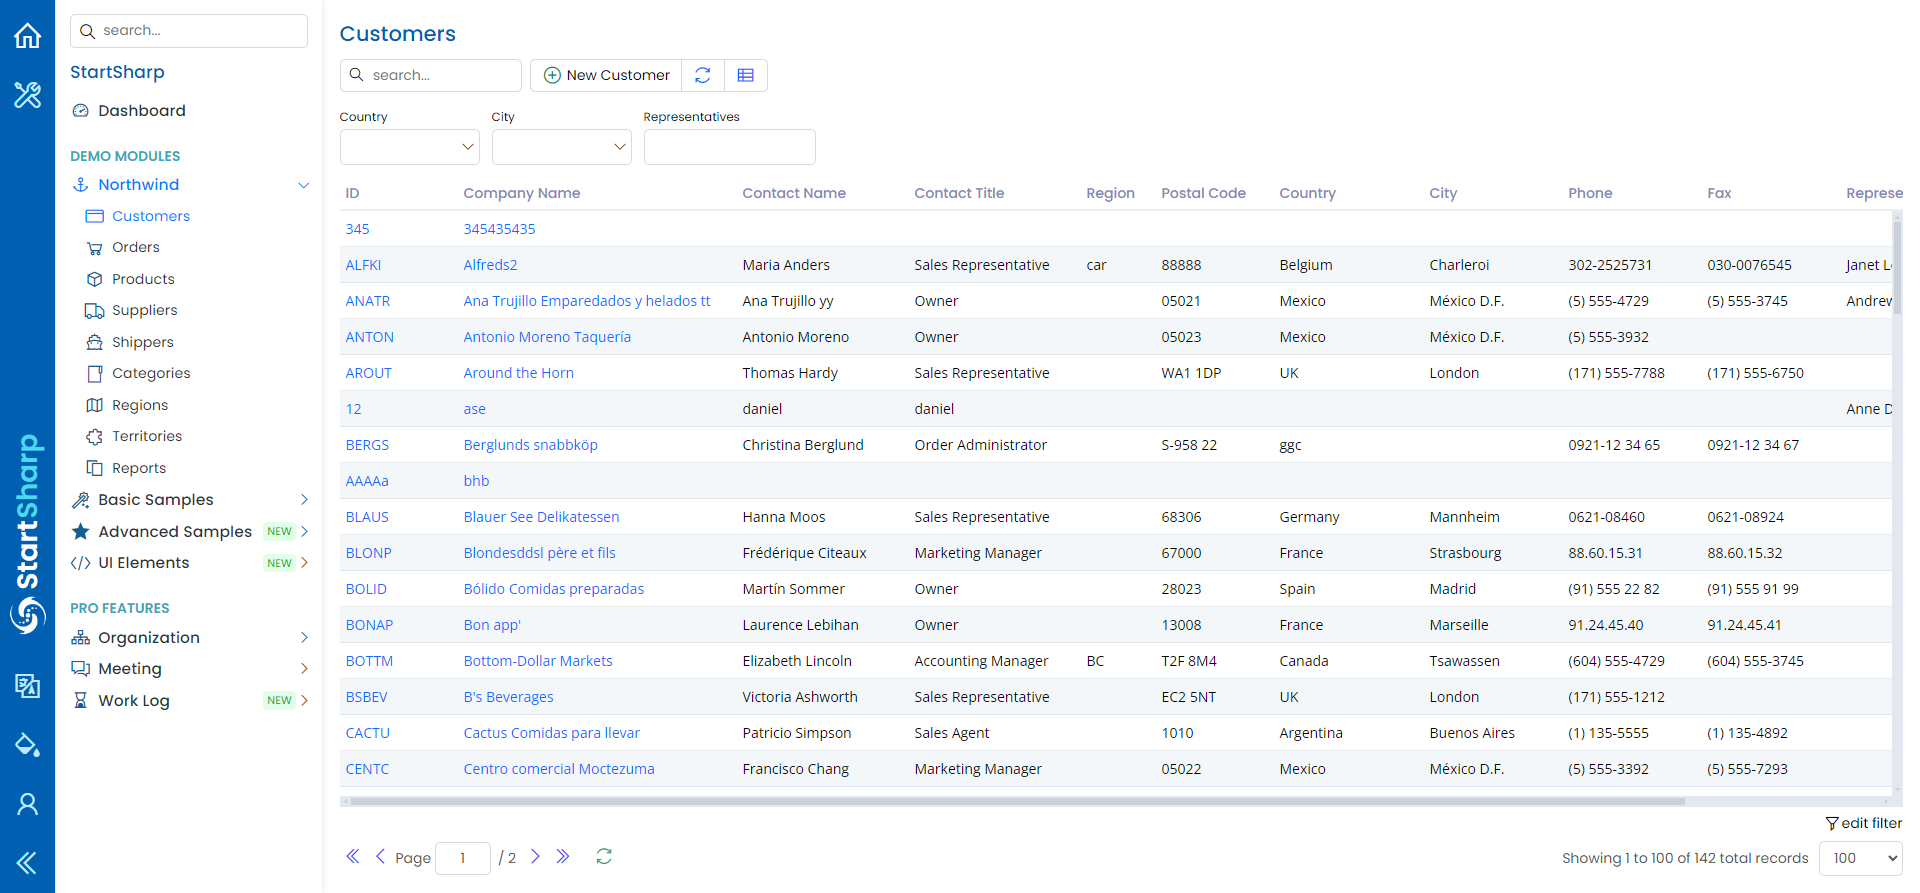 search...
StartSharp
Dashboard
DEMO MODULES
Northwind
Customers
Orders
Products
Suppliers
Shippers
Categories
Regions
Territories
Reports
Basic Samples
Advanced Samples NEW
UI Elements NEW
PRO FEATURES
Organization
Meeting
Work Log NEW
StartSharp
Customers
search... New Customer
Country City Representatives
ID Company Name Contact Name Contact Title Region Postal Code Country City Phone Fax Represe
345 345435435
ALFKI Alfreds2 Maria Anders Sales Representative car 88888 Belgium Charleroi 302-2525731 030-0076545 Janet L
ANATR Ana Trujillo Emparedados y helados tt Ana Trujillo yy Owner 05021 Mexico México D.F. (5) 555-4729 (5) 555-3745 Andrew
ANTON Antonio Moreno Taquería Antonio Moreno Owner 05023 Mexico México D.F. (5) 555-3932
AROUT Around the Horn Thomas Hardy Sales Representative WA1 1DP UK London (171) 555-7788 (171) 555-6750
12 ase daniel daniel Anne D
BERGS Berglunds snabbköp Christina Berglund Order Administrator S-958 22 ggc 0921-12 34 65 0921-12 34 67
AAAAa bhb
BLAUS Blauer See Delikatessen Hanna Moos Sales Representative 68306 Germany Mannheim 0621-08460 0621-08924
BLONP Blondesddsl père et fils Frédérique Citeaux Marketing Manager 67000 France Strasbourg 88.60.15.31 88.60.15.32
BOLID Bólido Comidas preparadas Martín Sommer Owner 28023 Spain Madrid (91) 555 22 82 (91) 555 91 99
BONAP Bon app' Laurence Lebihan Owner 13008 France Marseille 91.24.45.40 91.24.45.41
BOTTM Bottom-Dollar Markets Elizabeth Lincoln Accounting Manager BC T2F 8M4 Canada Tsawassen (604) 555-4729 (604) 555-3745
BSBEV B's Beverages Victoria Ashworth Sales Representative EC2 5NT UK London (171) 555-1212
CACTU Cactus Comidas para llevar Patricio Simpson Sales Agent 1010 Argentina Buenos Aires (1) 135-5555 (1) 135-4892
CENTC Centro comercial Moctezuma Francisco Chang Marketing Manager 05022 Mexico México D.F. (5) 555-3392 (5) 555-7293
edit filter
Page 1 / 2 Showing 1 to 100 of 142 total records 100